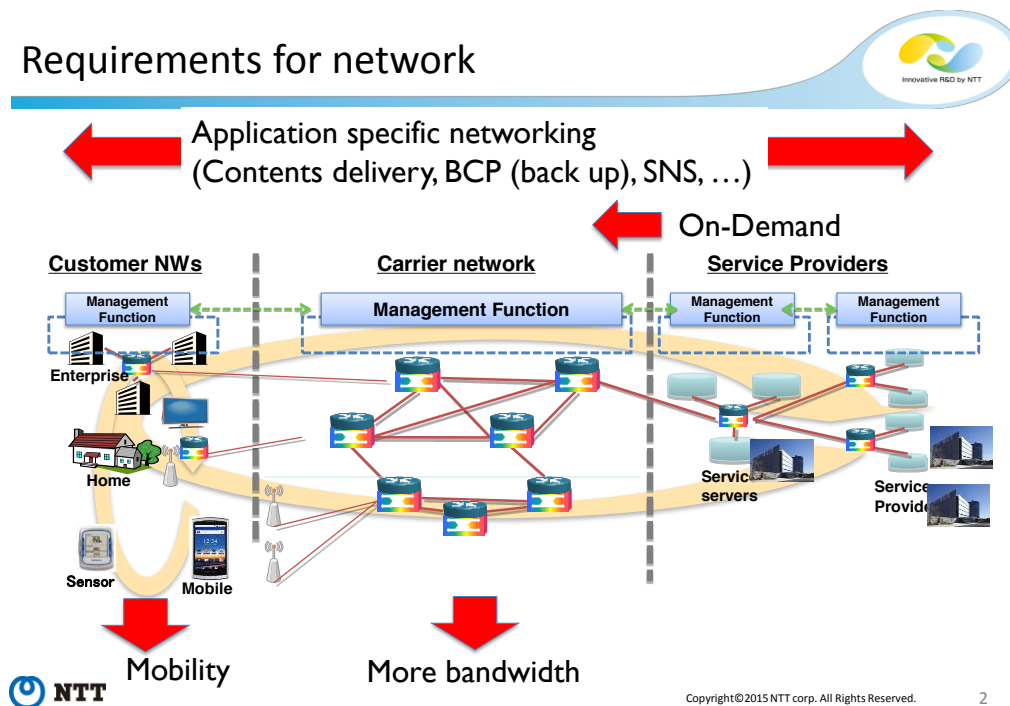 Requirements for network
Innovative R&D by NTT
Application specific networking
(Contents delivery, BCP (back up), SNS, …)
On-Demand
Customer NWs
Carrier network
Service Providers
Management
Function
Management Function
Management
Function
Management
Function
Enterprise
Home
Sensor
Mobile
Servic
servers
Service
Provide
Mobility
More bandwidth
NTT
Copyright©2015 NTT corp. All Rights Reserved.
2